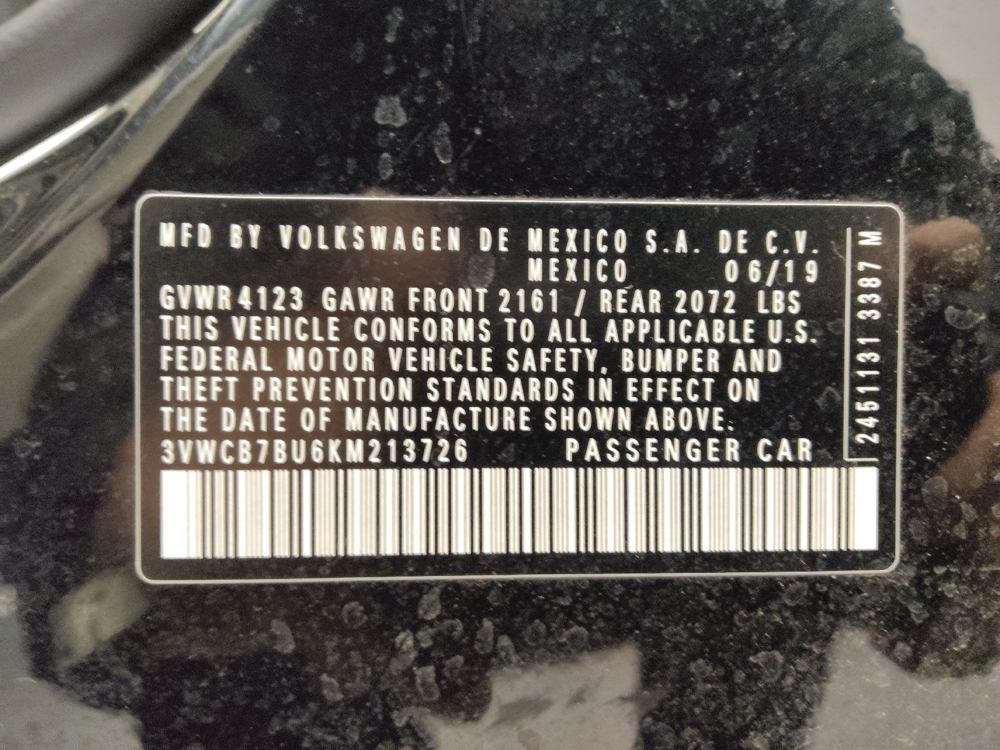 MFD BY VOLKSWAGEN DE MEXICO S.A. DE C.V.
MEXICO 06/19
GVWR 4123 GAWR FRONT 2161 / REAR 2072 LBS
THIS VEHICLE CONFORMS TO ALL APPLICABLE U.S.
FEDERAL MOTOR VEHICLE SAFETY, BUMPER AND
THEFT PREVENTION STANDARDS IN EFFECT ON
THE DATE OF MANUFACTURE SHOWN ABOVE.
3VWCB7BU6KM213726 PASSENGER CAR
2451131 3387 M